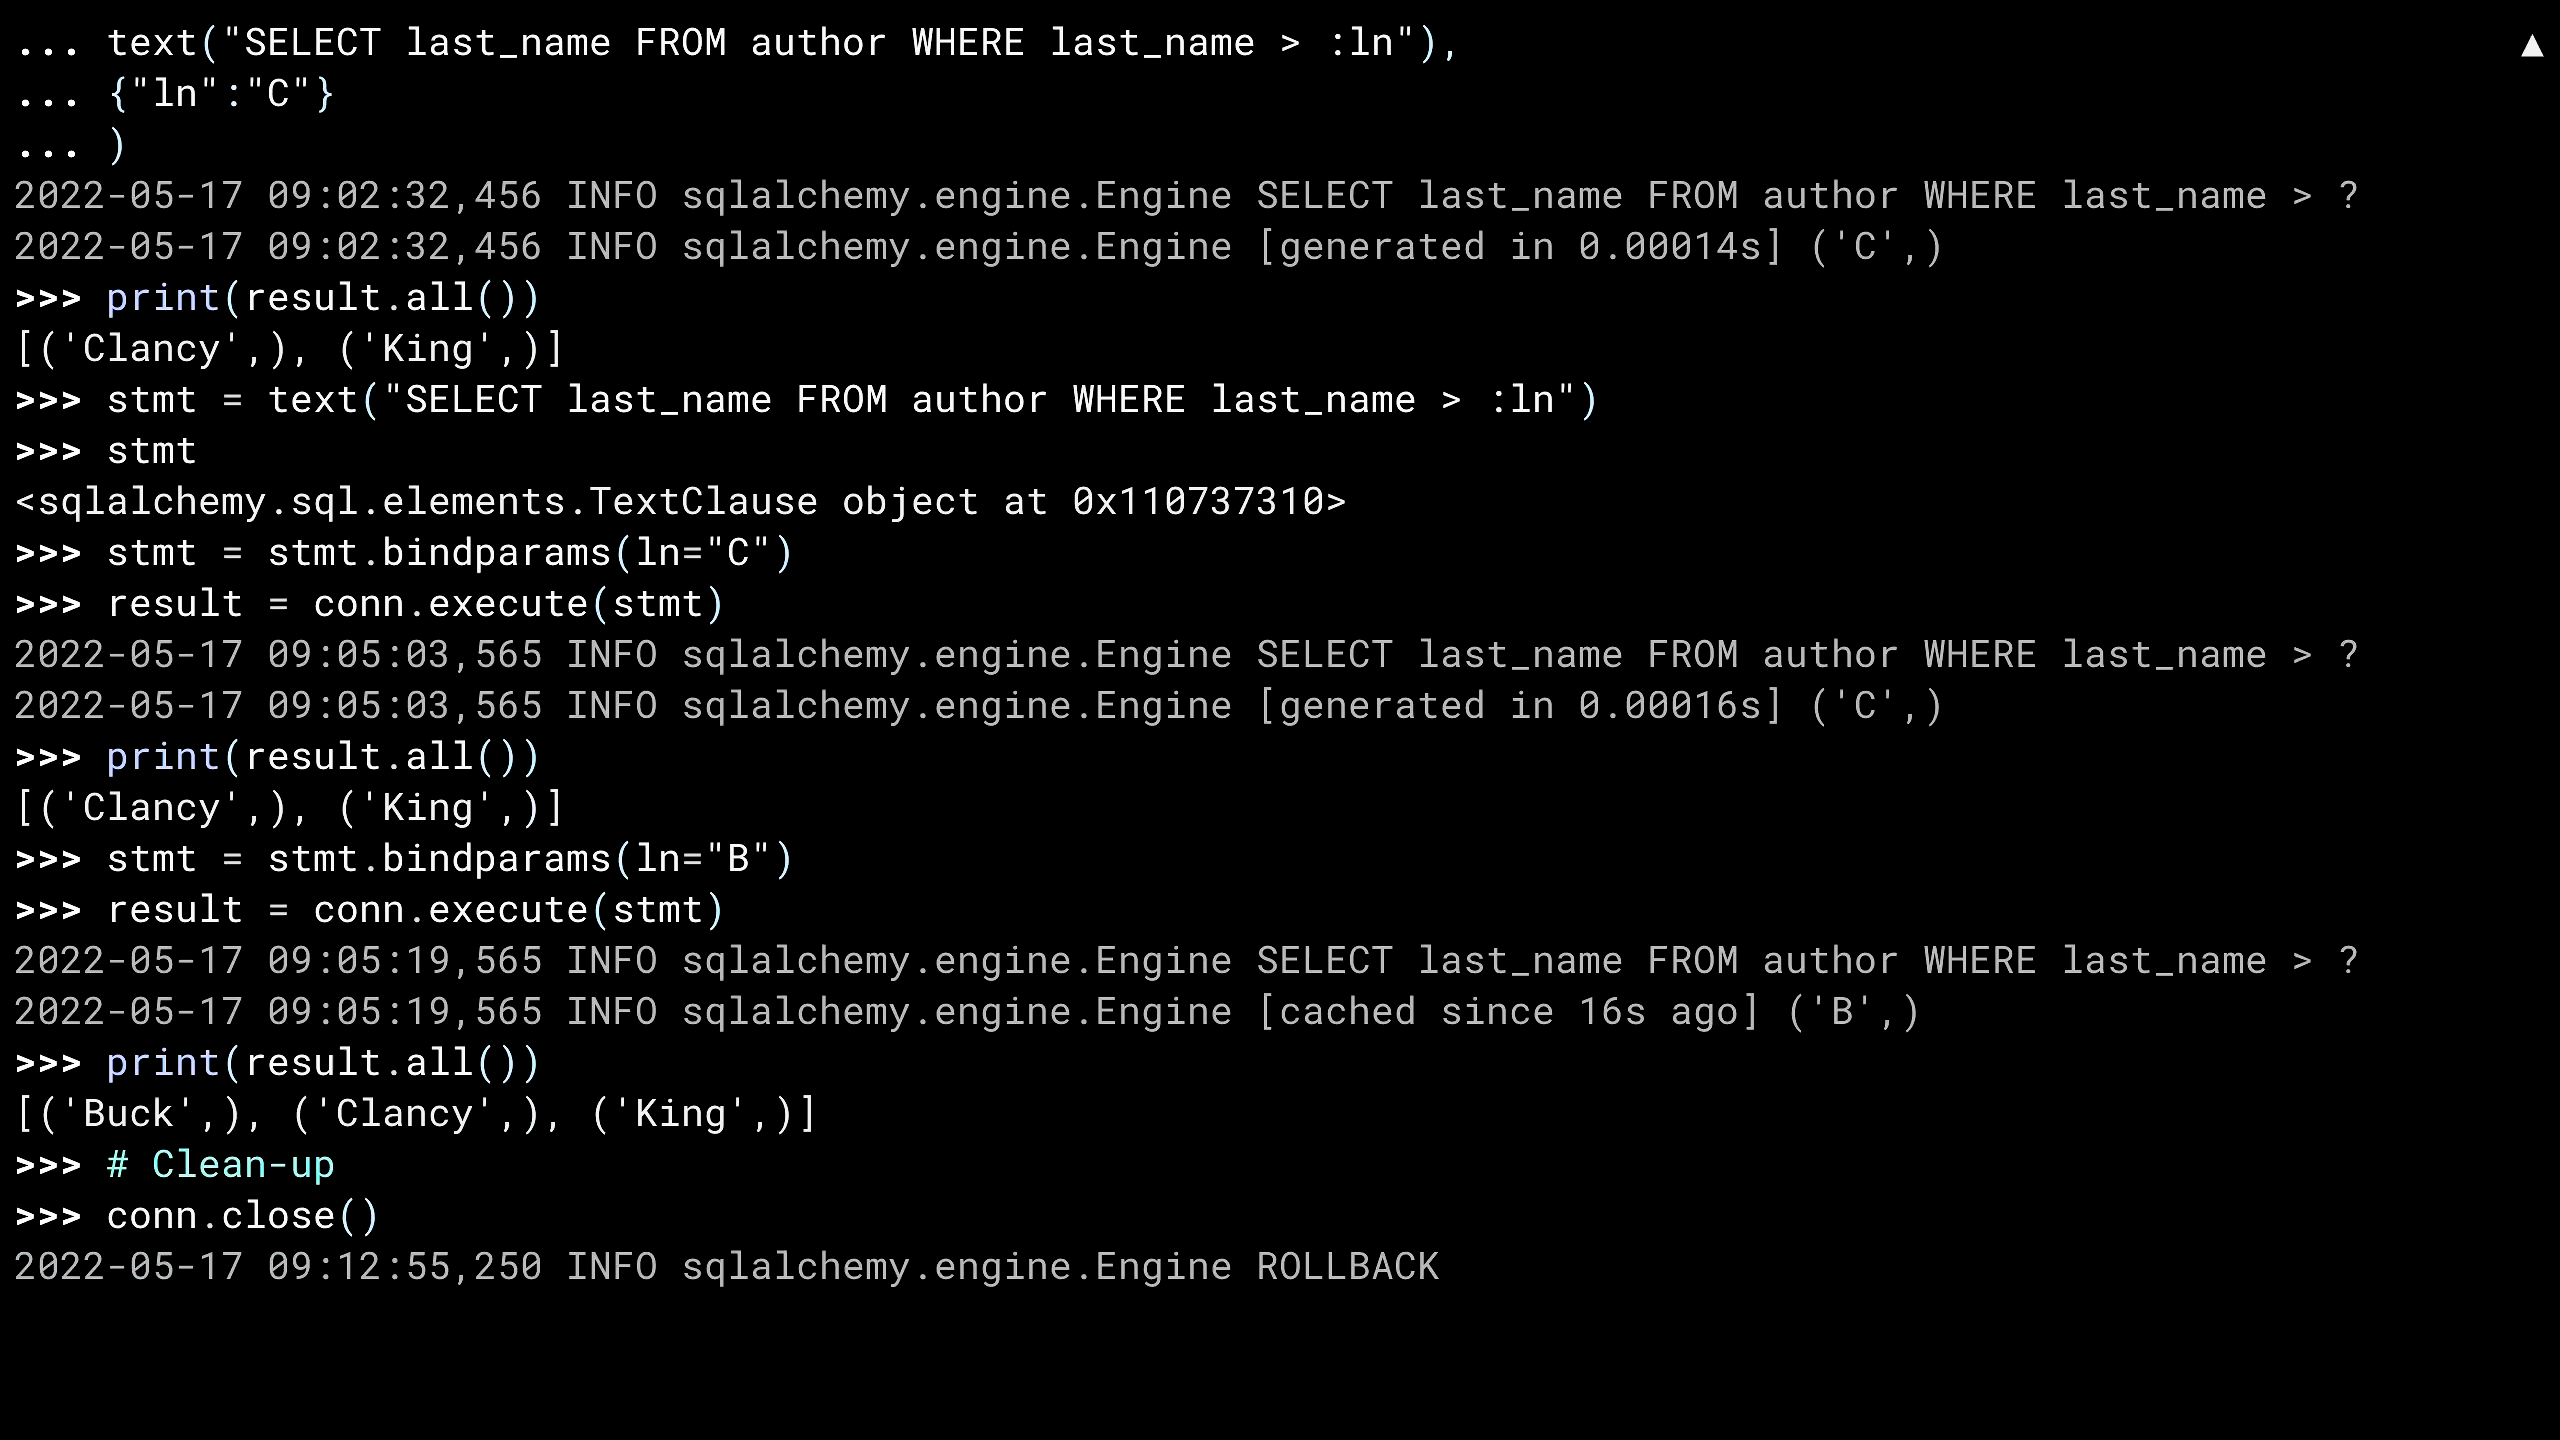 ... text("SELECT last_name FROM author WHERE last_name > :ln"),
... {"ln":"C"}
... )
2022-05-17 09:02:32,456 INFO sqlalchemy.engine.Engine SELECT last_name FROM author WHERE last_name > ?
2022-05-17 09:02:32,456 INFO sqlalchemy.engine.Engine [generated in 0.00014s] ('C',)
>>> print(result.all())
[('Clancy',), ('King',)]
>>> stmt = text("SELECT last_name FROM author WHERE last_name > :ln")
>>> stmt
<sqlalchemy.sql.elements.TextClause object at 0x110737310>
>>> stmt = stmt.bindparams(ln="C")
>>> result = conn.execute(stmt)
2022-05-17 09:05:03,565 INFO sqlalchemy.engine.Engine SELECT last_name FROM author WHERE last_name > ?
2022-05-17 09:05:03,565 INFO sqlalchemy.engine.Engine [generated in 0.00016s] ('C',)
>>> print(result.all())
[('Clancy',), ('King',)]
>>> stmt = stmt.bindparams(ln="B")
>>> result = conn.execute(stmt)
2022-05-17 09:05:19,565 INFO sqlalchemy.engine.Engine SELECT last_name FROM author WHERE last_name > ?
2022-05-17 09:05:19,565 INFO sqlalchemy.engine.Engine [cached since 16s ago] ('B',)
>>> print(result.all())
[('Buck',), ('Clancy',), ('King',)]
>>> # Clean-up
>>> conn.close()
2022-05-17 09:12:55,250 INFO sqlalchemy.engine.Engine ROLLBACK